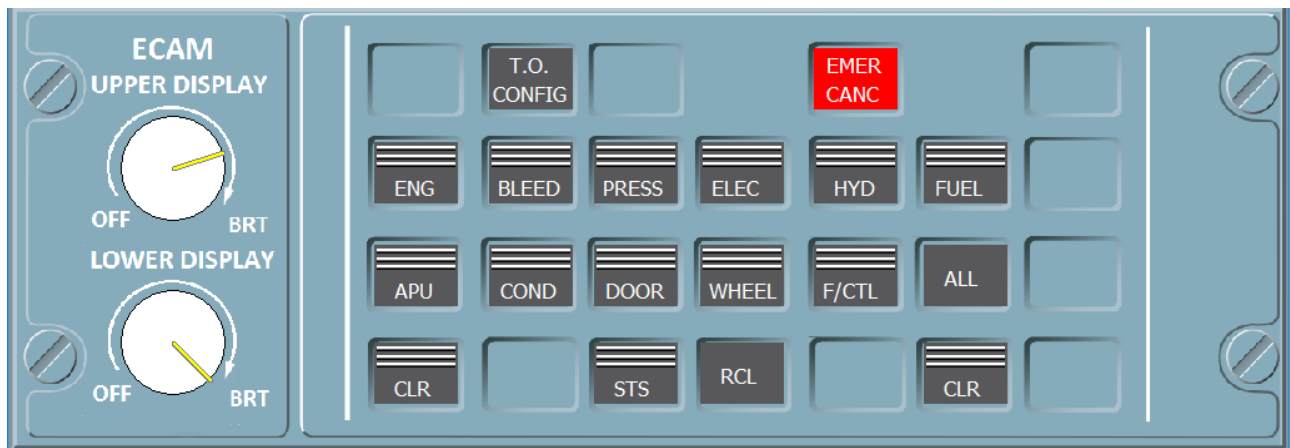 ECAM
UPPER DISPLAY
OFF
BRT
LOWER DISPLAY
OFF
BRT
T.O.
CONFIG
EMER
CANC
ENG
BLEED
PRESS
ELEC
HYD
FUEL
APU
COND
DOOR
WHEEL
F/CTL
ALL
CLR
STS
RCL
CLR